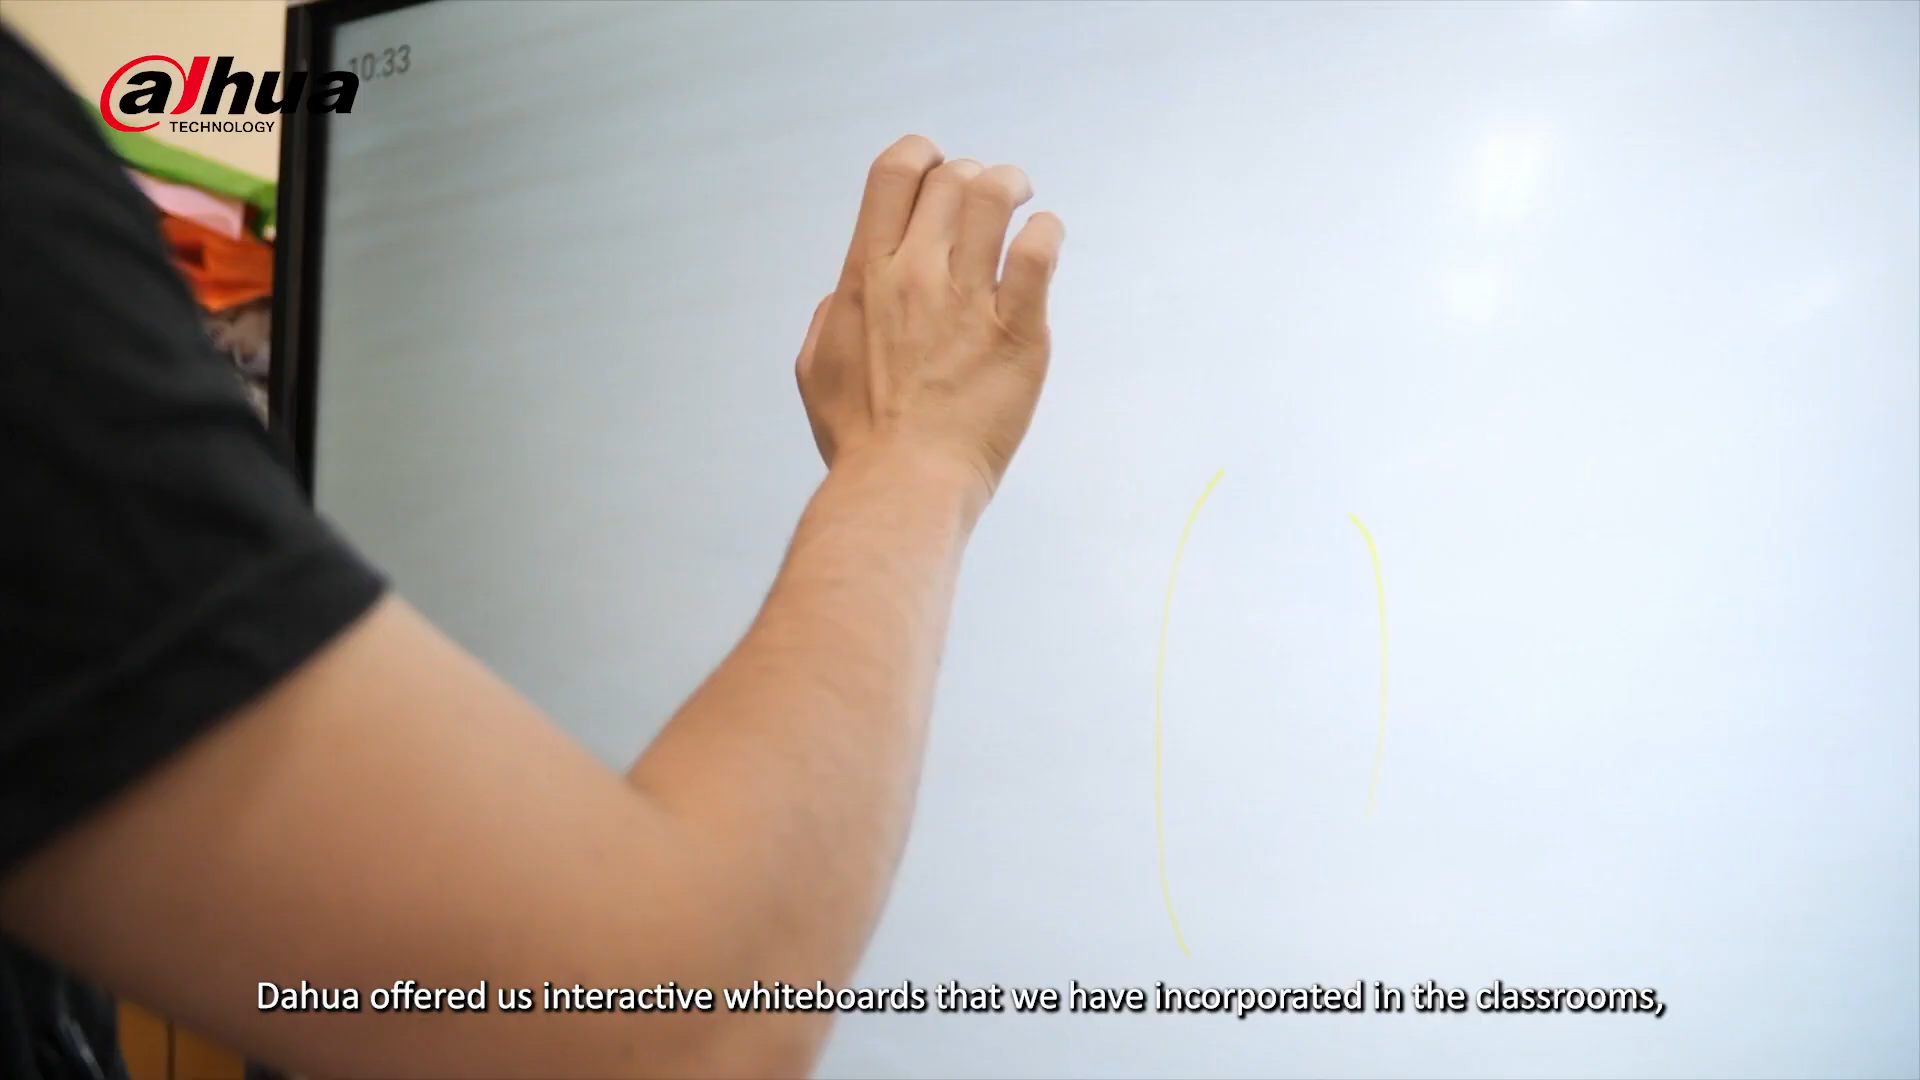 10:33
alhua
TECHNOLOGY
Dahua offered us interactive whiteboards that we have incorporated in the classrooms,